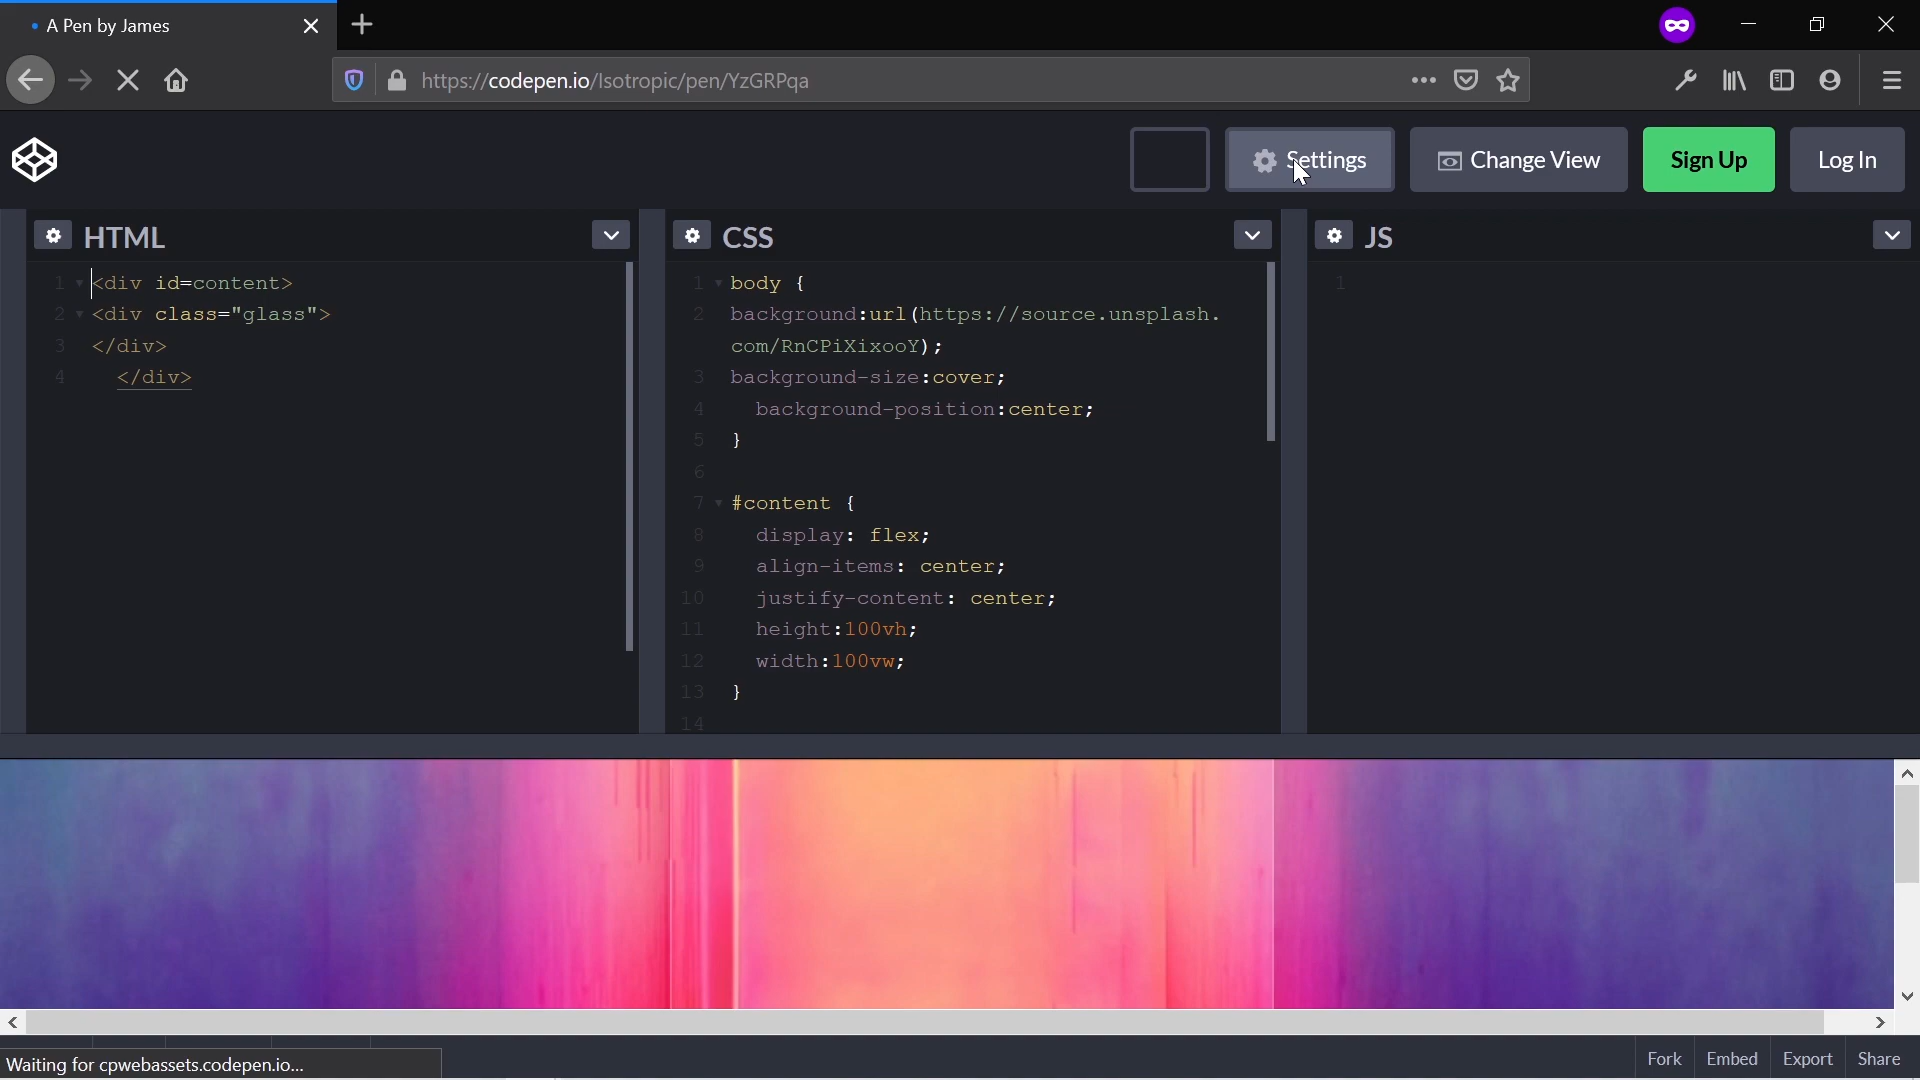 A Pen by James
https://codepen.io/Isotropic/pen/YzGRPqa
Settings
Change View
Sign Up
Log In
HTML
1 <div id=content>
2 <div class="glass">
3 </div>
4 </div>
CSS
1 body {
2 background:url(https://source.unsplash.
com/RnCPiXixooY);
3 background-size:cover;
4 background-position:center;
5 }
6
7 #content {
8 display: flex;
9 align-items: center;
10 justify-content: center;
11 height:100vh;
12 width:100vw;
13 }
14
JS
1
Waiting for cpwebassets.codepen.io...
Fork
Embed
Export
Share